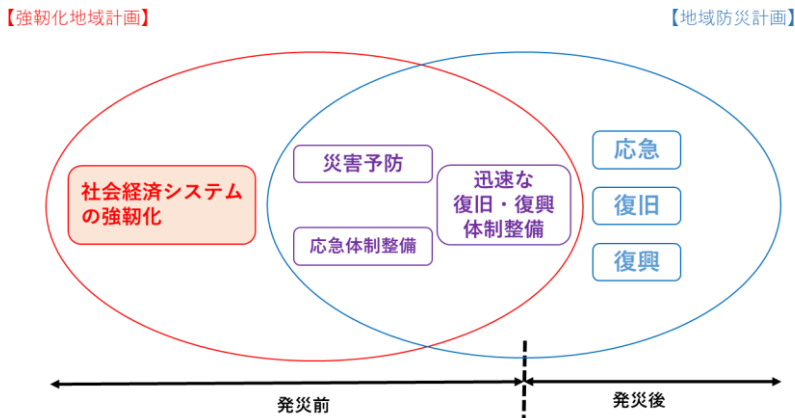 【強靭化地域計画】
【地域防災計画】
社会経済システム
の強靭化
災害予防
応急体制整備
迅速な
復旧・復興
体制整備
応急
復旧
復興
発災前
発災後